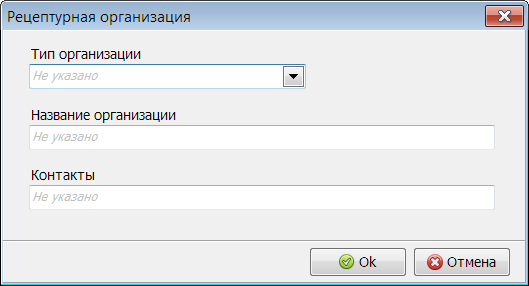 Рецептурная организация
Тип организации
Не указано
Название организации
Не указано
Контакты
Не указано
Ok Отмена